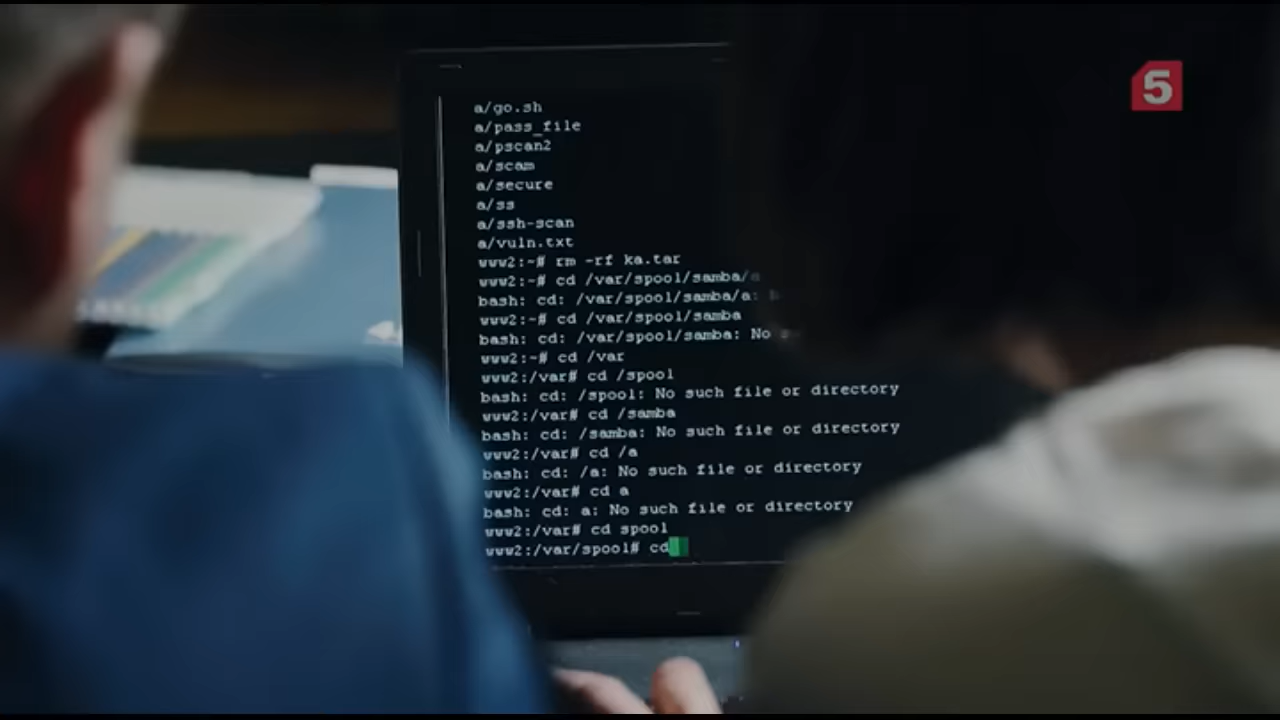 5
a/go.sh
a/pass_file
a/pscan2
a/scam
a/secure
a/ss
a/ssh-scan
a/vuln.txt
www2:~# rm -rf ka.tar
www2:~# cd /var/spool/samba/a
bash: cd: /var/spool/samba/a:
www2:~# cd /var/spool/samba
bash: cd: /var/spool/samba: No
www2:~# cd /var
www2:/var# cd /spool
bash: cd: /spool: No such file or directory
www2:/var# cd /samba
bash: cd: /samba: No such file or directory
www2:/var# cd /a
bash: cd: /a: No such file or directory
www2:/var# cd a
bash: cd: a: No such file or directory
www2:/var# cd spool
www2:/var/spool# cd